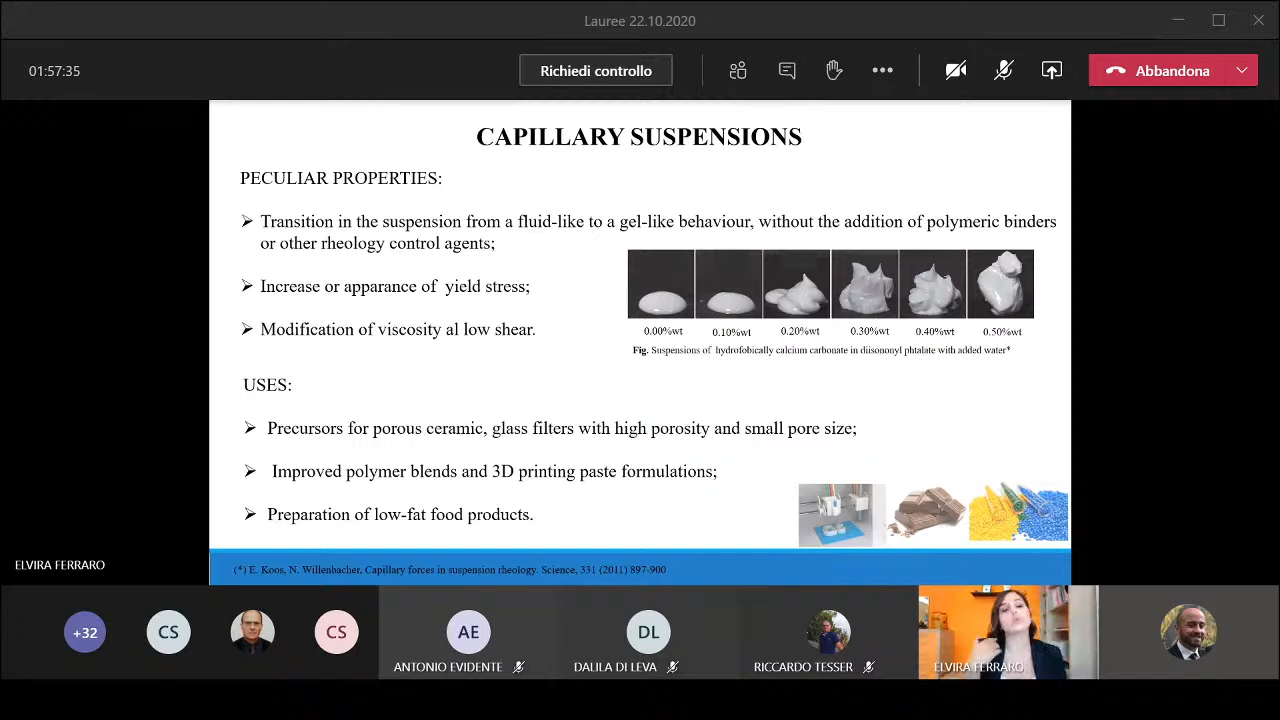 Lauree 22.10.2020
01:57:35
Richiedi controllo
Abbandona
CAPILLARY SUSPENSIONS
PECULIAR PROPERTIES:
Transition in the suspension from a fluid-like to a gel-like behaviour, without the addition of polymeric binders
or other rheology control agents;
Increase or apparance of yield stress;
Modification of viscosity al low shear.
0.00%wt 0.10%wt 0.20%wt 0.30%wt 0.40%wt 0.50%wt
Fig. Suspensions of hydrofobically calcium carbonate in diisononyl phtalate with added water*
USES:
Precursors for porous ceramic, glass filters with high porosity and small pore size;
Improved polymer blends and 3D printing paste formulations;
Preparation of low-fat food products.
ELVIRA FERRARO
(*) E. Koos, N. Willenbacher, Capillary forces in suspension rheology. Science, 331 (2011) 897-900
+32
CS
CS
AE
DL
ANTONIO EVIDENTE
DALILA DI LEVA
RICCARDO TESSER
ELVIRA FERRARO